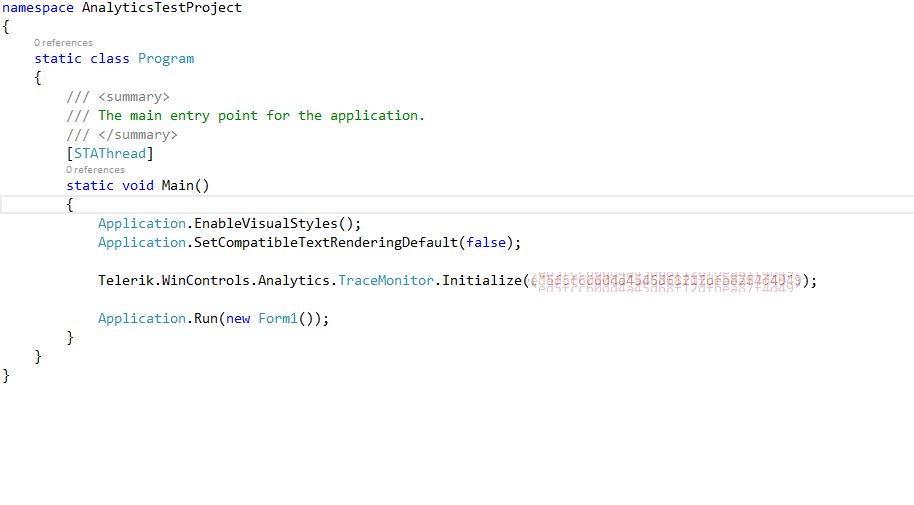 namespace AnalyticsTestProject
{
0 references
static class Program
{
/// <summary>
/// The main entry point for the application.
/// </summary>
[STAThread]
0 references
static void Main()
{
Application.EnableVisualStyles();
Application.SetCompatibleTextRenderingDefault(false);
Telerik.WinControls.Analytics.TraceMonitor.Initialize( );
Application.Run(new Form1());
}
}
}